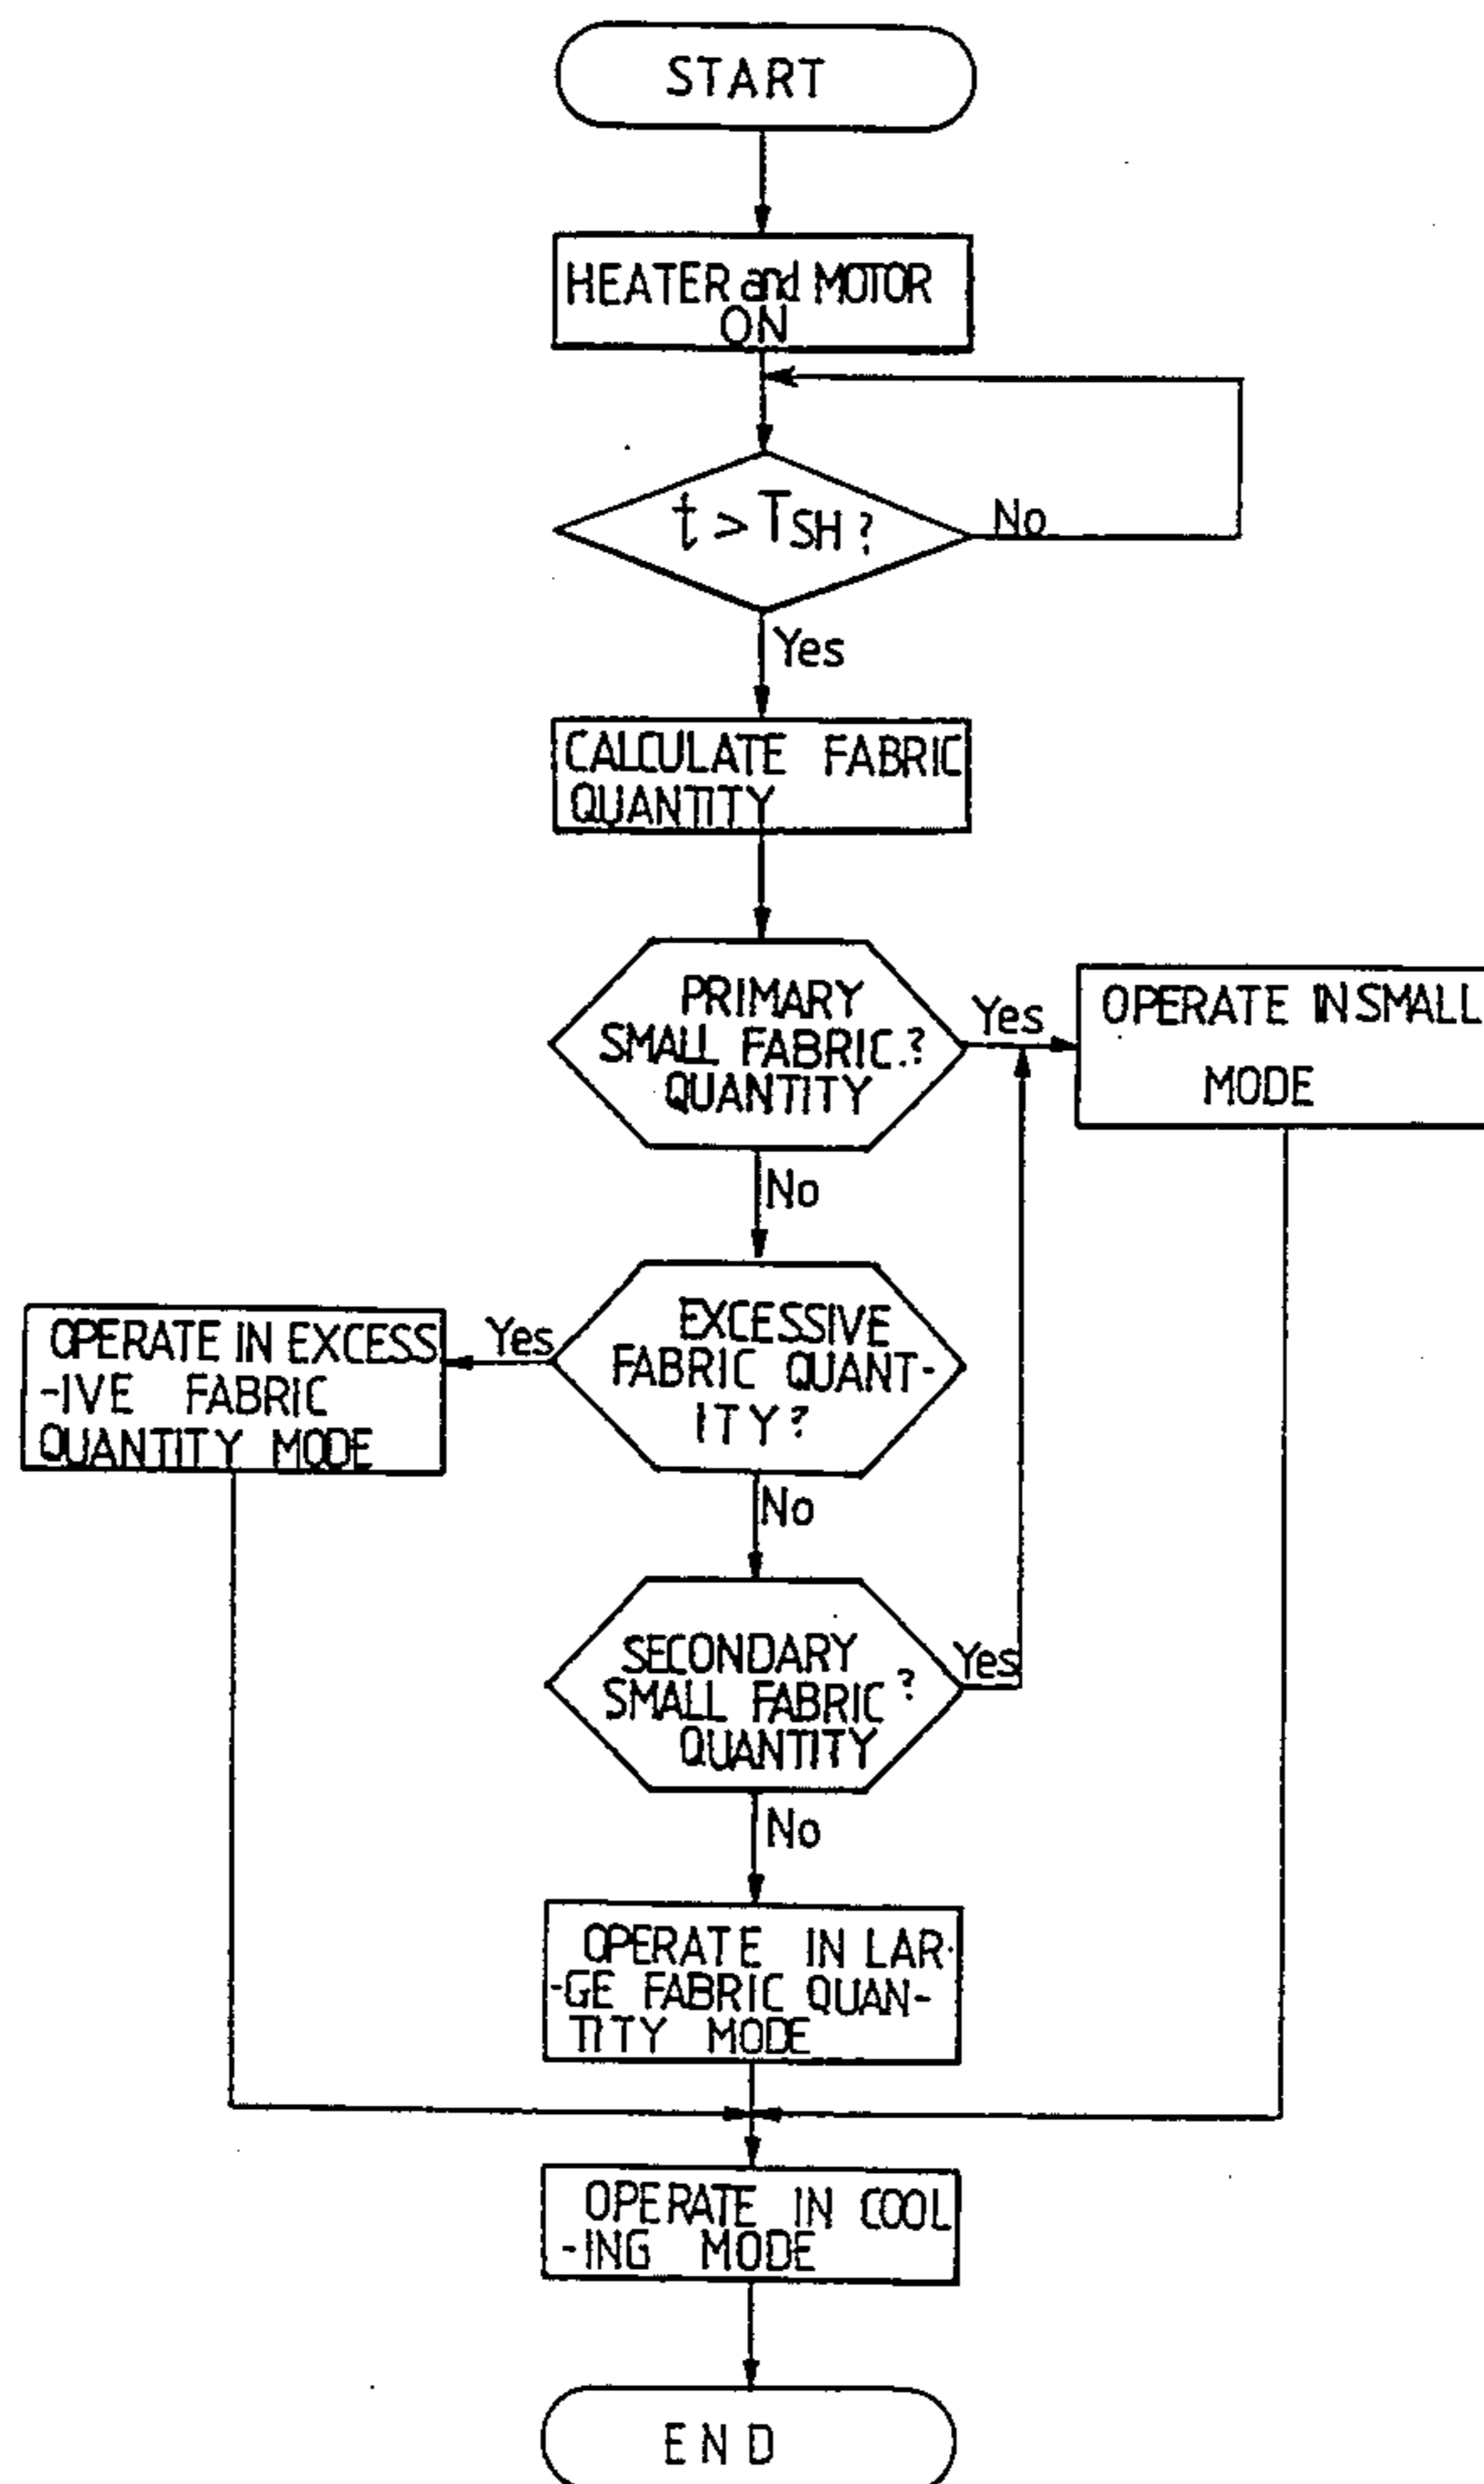 START
HEATER and MOTOR
ON
t > TSH ?
No
Yes
CALCULATE FABRIC
QUANTITY
PRIMARY
SMALL FABRIC.?
QUANTITY
Yes
OPERATE IN SMALL
MODE
No
EXCESSIVE
FABRIC QUANT-
ITY?
Yes
OPERATE IN EXCESS
-IVE FABRIC
QUANTITY MODE
No
SECONDARY
SMALL FABRIC ?
QUANTITY
Yes
No
OPERATE IN LAR-
-GE FABRIC QUAN-
TITY MODE
OPERATE IN COOL
-ING MODE
END